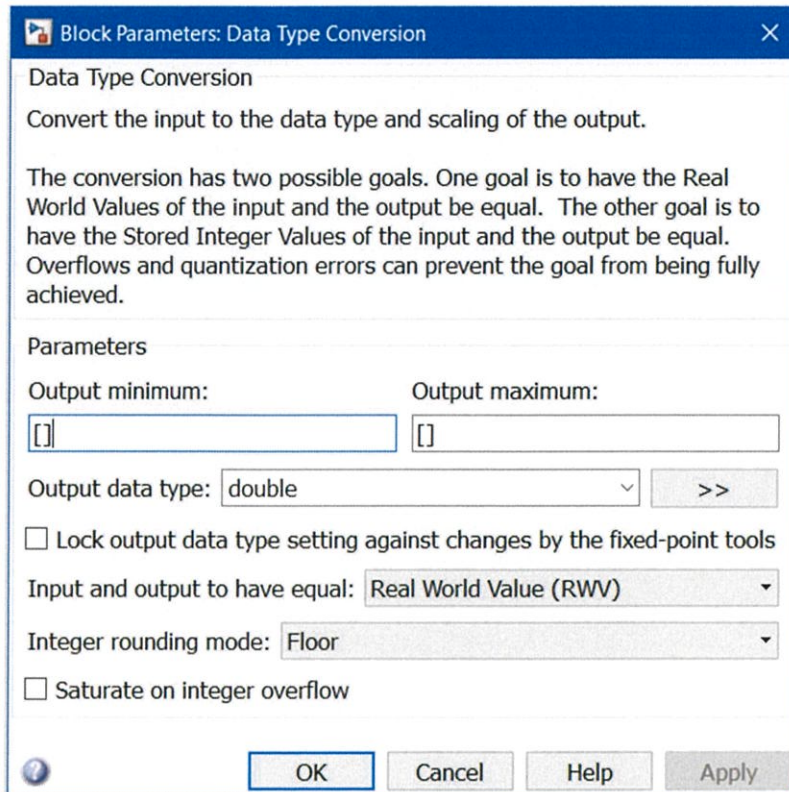 Block Parameters: Data Type Conversion
Data Type Conversion
Convert the input to the data type and scaling of the output.
The conversion has two possible goals. One goal is to have the Real
World Values of the input and the output be equal.  The other goal is to
have the Stored Integer Values of the input and the output be equal.
Overflows and quantization errors can prevent the goal from being fully
achieved.
Parameters
Output minimum: Output maximum:
[] []
Output data type: double >>
Lock output data type setting against changes by the fixed-point tools
Input and output to have equal: Real World Value (RWV)
Integer rounding mode: Floor
Saturate on integer overflow
? OK Cancel Help Apply